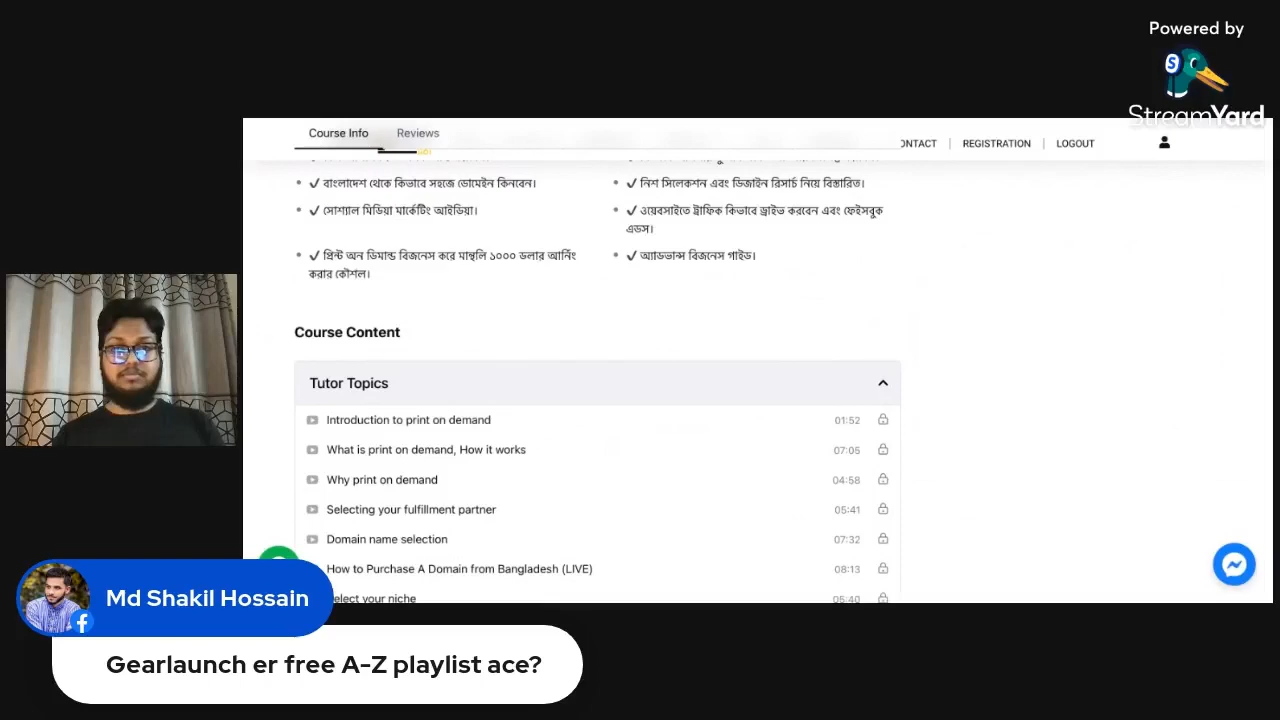 Powered by
StreamYard
Course Info
Reviews
ONTACT
REGISTRATION
LOGOUT
✓ বাংলাদেশ থেকে কিভাবে সহজে ডোমেইন কিনবেন।
✓ নিশ সিলেকশন এবং ডিজাইন রিসার্চ নিয়ে বিস্তারিত।
✓ সোশ্যাল মিডিয়া মার্কেটিং আইডিয়া।
✓ ওয়েবসাইতে ট্রাফিক কিভাবে ড্রাইভ করবেন এবং ফেইসবুক
এডস।
✓ প্রিন্ট অন ডিমান্ড বিজনেস করে মান্থলি ১০০০ ডলার আর্নিং
করার কৌশল।
✓ অ্যাডভান্স বিজনেস গাইড।
Course Content
Tutor Topics
Introduction to print on demand 01:52
What is print on demand, How it works 07:05
Why print on demand 04:58
Selecting your fulfillment partner 05:41
Domain name selection 07:32
How to Purchase A Domain from Bangladesh (LIVE) 08:13
elect your niche 05:40
Md Shakil Hossain
Gearlaunch er free A-Z playlist ace?